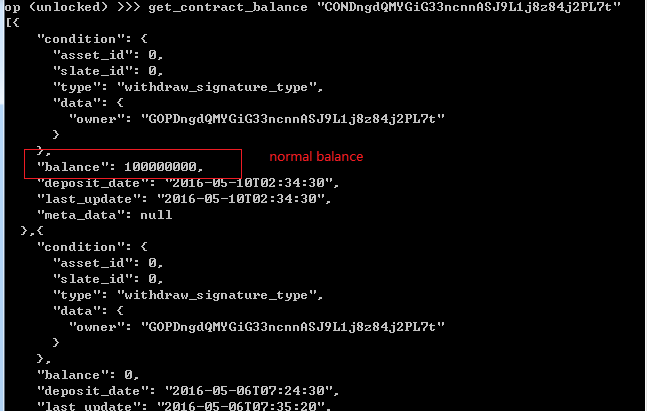 op (unlocked) >>> get_contract_balance "CONDngdQMYGiG33ncnnASJ9L1j8z84j2PL7t"
[{
"condition": {
"asset_id": 0,
"slate_id": 0,
"type": "withdraw_signature_type",
"data": {
"owner": "GOPDngdQMYGiG33ncnnASJ9L1j8z84j2PL7t"
}
},
"balance": 100000000,
normal balance
"deposit_date": "2016-05-10T02:34:30",
"last_update": "2016-05-10T02:34:30",
"meta_data": null
},{
"condition": {
"asset_id": 0,
"slate_id": 0,
"type": "withdraw_signature_type",
"data": {
"owner": "GOPDngdQMYGiG33ncnnASJ9L1j8z84j2PL7t"
}
},
"balance": 0,
"deposit_date": "2016-05-06T07:24:30",
"last_update": "2016-05-06T07:35:20",